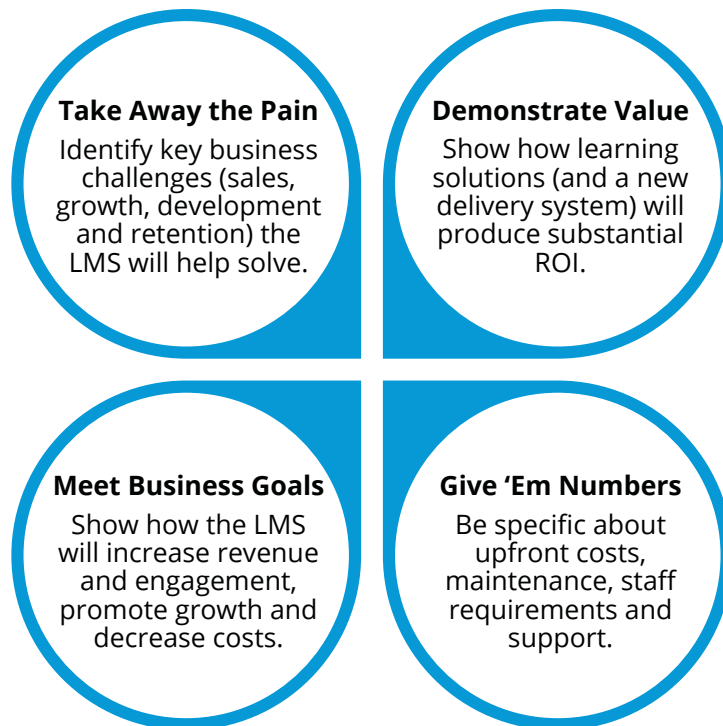 Take Away the Pain
Identify key business
challenges (sales,
growth, development
and retention) the
LMS will help solve.
Demonstrate Value
Show how learning
solutions (and a new
delivery system) will
produce substantial
ROI.
Meet Business Goals
Show how the LMS
will increase revenue
and engagement,
promote growth and
decrease costs.
Give ‘Em Numbers
Be specific about
upfront costs,
maintenance, staff
requirements and
support.